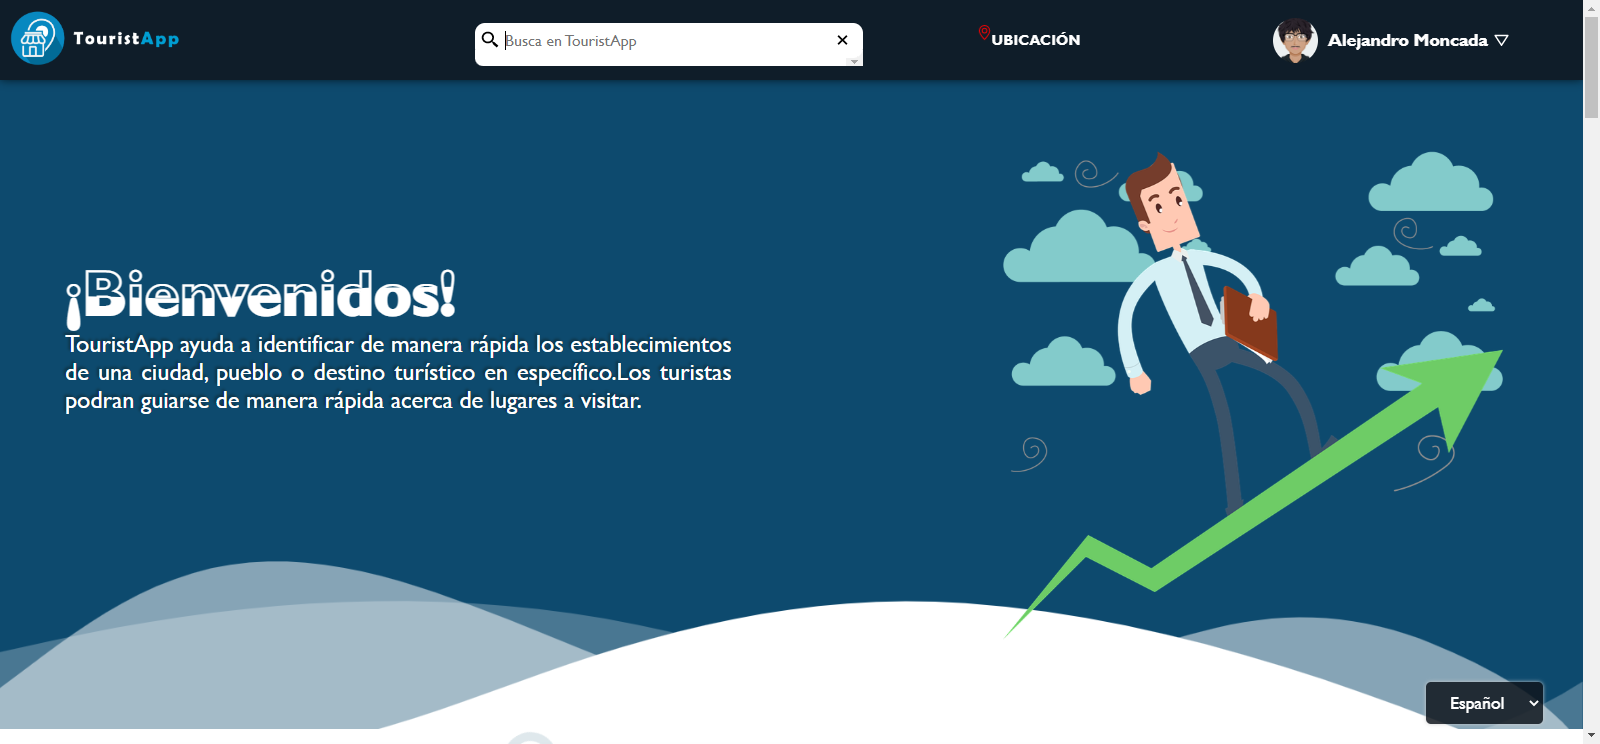 TouristApp
Busca en TouristApp
UBICACIÓN
Alejandro Moncada
¡Bienvenidos!
TouristApp ayuda a identificar de manera rápida los establecimientos
de una ciudad, pueblo o destino turístico en específico.Los turistas
podran guiarse de manera rápida acerca de lugares a visitar.
Español